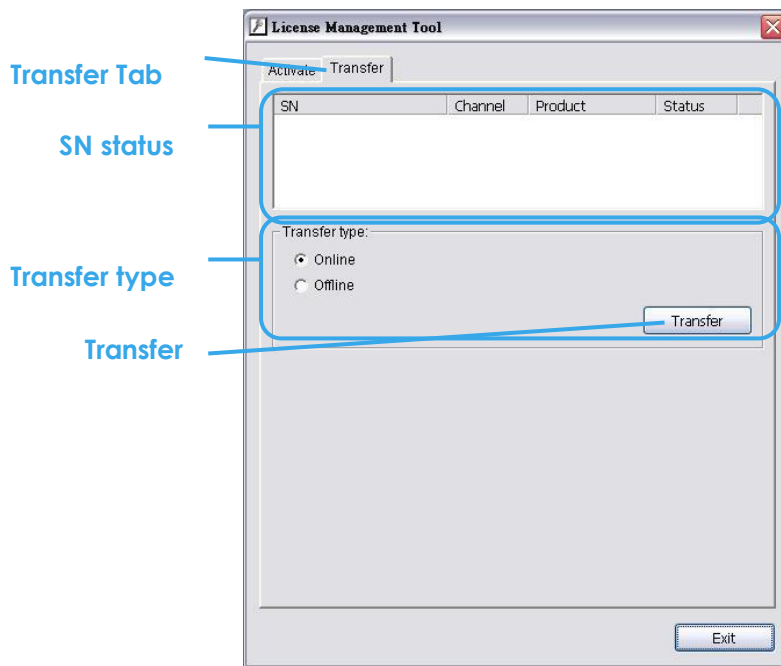 License Management Tool
Transfer Tab
Activate Transfer
SN Channel Product Status
SN status
Transfer type:
Online
Transfer type
Offline
Transfer
Transfer
Exit